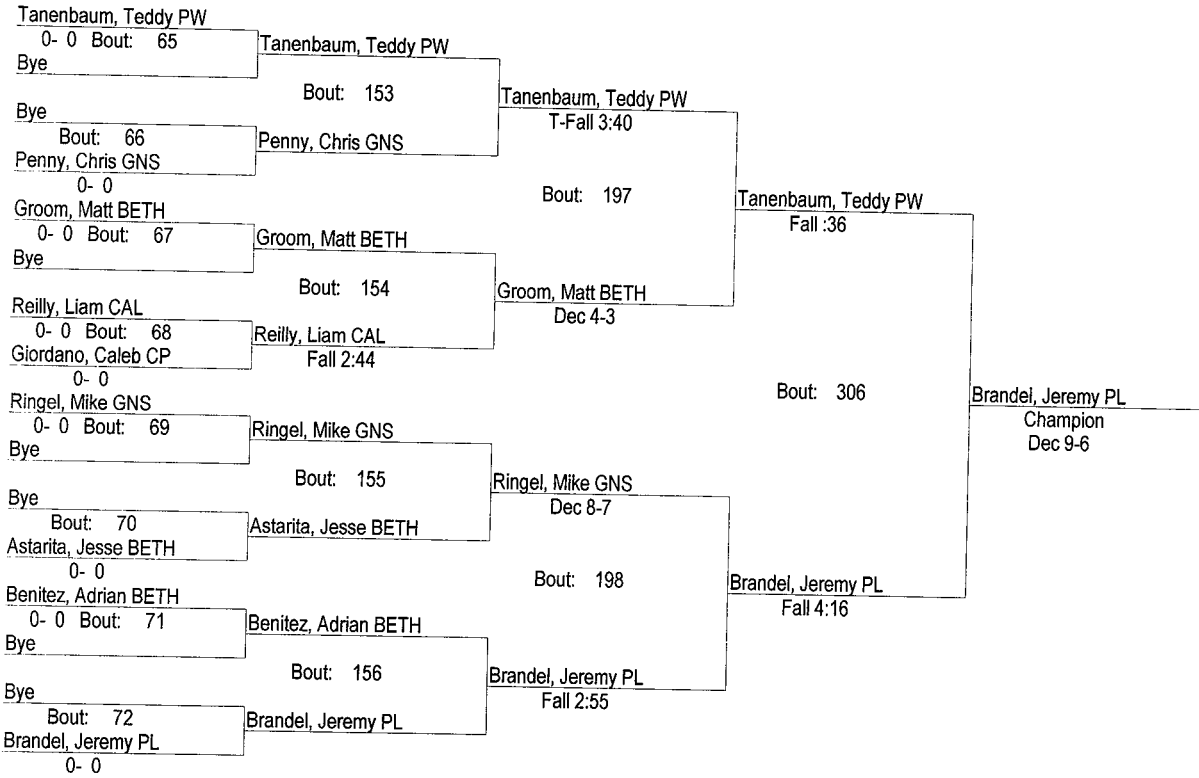 Tanenbaum, Teddy PW
0- 0 Bout: 65
Bye
Bye
Bout: 66
Penny, Chris GNS
0- 0
Groom, Matt BETH
0- 0 Bout: 67
Bye
Reilly, Liam CAL
0- 0 Bout: 68
Giordano, Caleb CP
0- 0
Ringel, Mike GNS
0- 0 Bout: 69
Bye
Bye
Bout: 70
Astarita, Jesse BETH
0- 0
Benitez, Adrian BETH
0- 0 Bout: 71
Bye
Bye
Bout: 72
Brandel, Jeremy PL
0- 0
Tanenbaum, Teddy PW
Bout: 153
Penny, Chris GNS
Groom, Matt BETH
Bout: 154
Reilly, Liam CAL
Fall 2:44
Ringel, Mike GNS
Bout: 155
Astarita, Jesse BETH
Benitez, Adrian BETH
Bout: 156
Brandel, Jeremy PL
Tanenbaum, Teddy PW
T-Fall 3:40
Bout: 197
Groom, Matt BETH
Dec 4-3
Ringel, Mike GNS
Dec 8-7
Bout: 198
Brandel, Jeremy PL
Fall 2:55
Tanenbaum, Teddy PW
Fall :36
Bout: 306
Brandel, Jeremy PL
Fall 4:16
Brandel, Jeremy PL
Champion
Dec 9-6